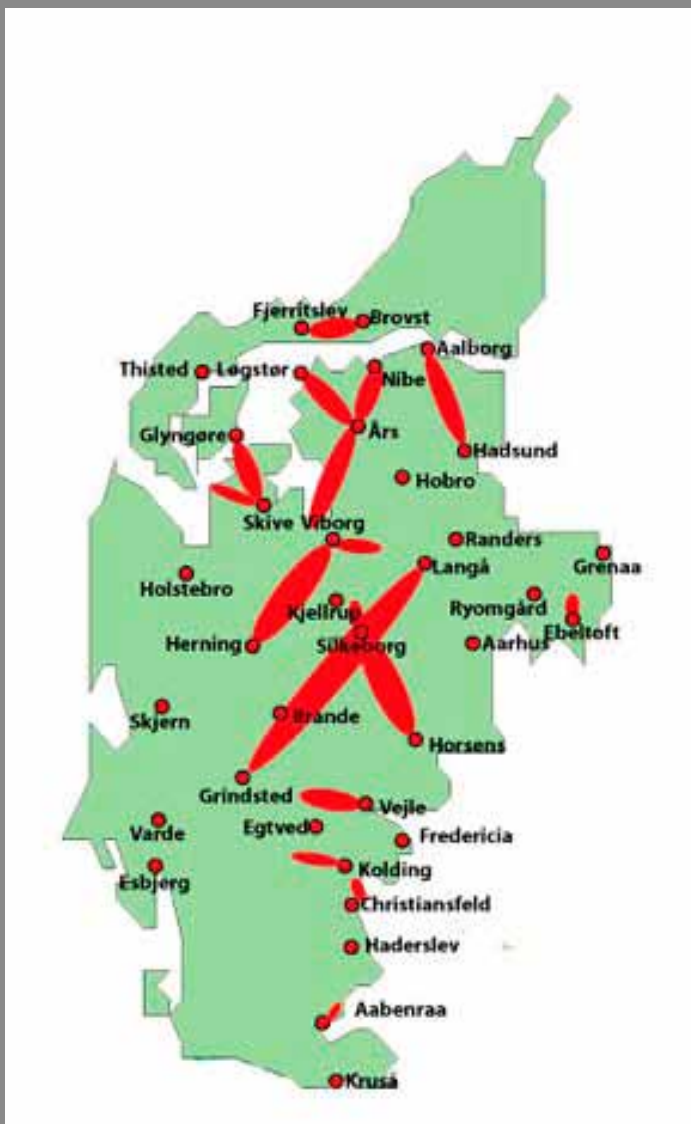 Fjerritslev
Brovst
Aalborg
Thisted
Løgstør
Nibe
Glyngøre
Års
Hadsund
Hobro
Skive
Viborg
Randers
Langå
Grenaa
Holstebro
Kjellrup
Ryomgård
Ebeltoft
Herning
Silkeborg
Aarhus
Skjern
Brande
Horsens
Grindsted
Vejle
Varde
Egtved
Fredericia
Esbjerg
Kolding
Christiansfeld
Haderslev
Aabenraa
Kruså